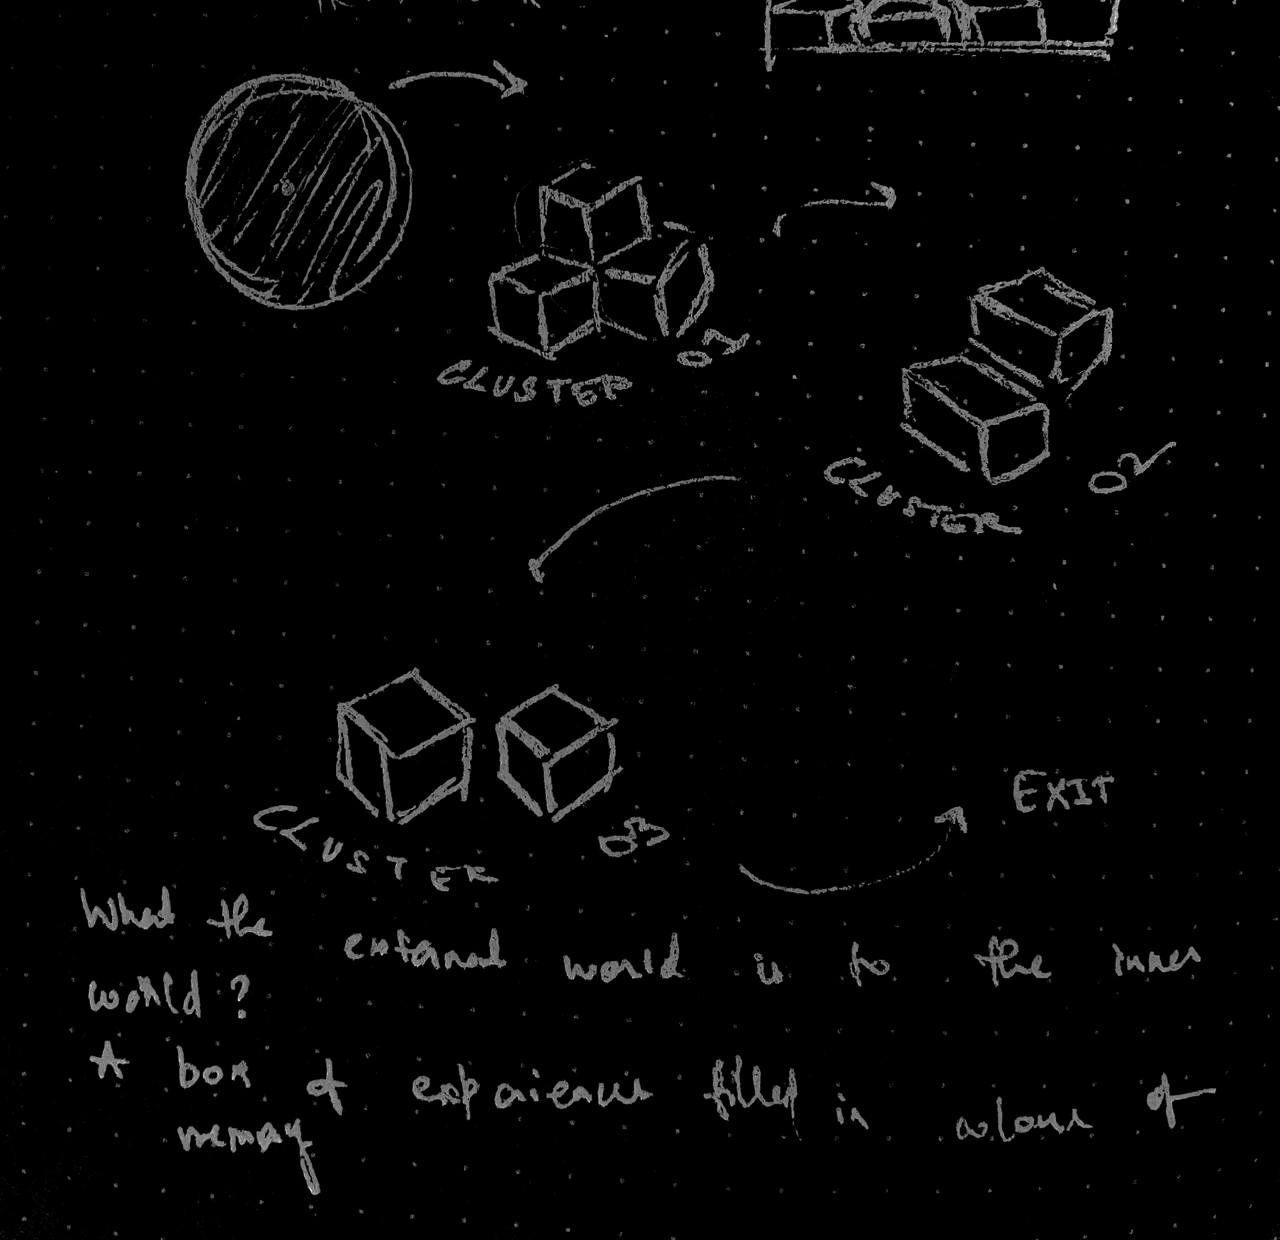 CLUSTER 01
CLUSTER 02
CLUSTER 03
EXIT
What the external world is to the inner
world?
A box of experiences filled in colours of
memory